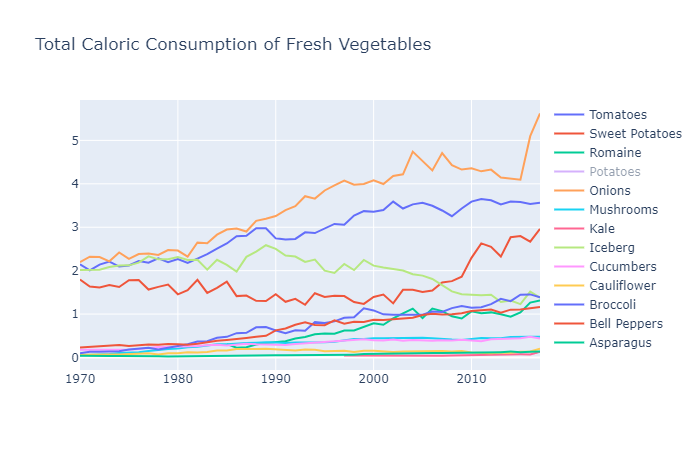 Total Caloric Consumption of Fresh Vegetables
5
4
3
2
1
0
1970
1980
1990
2000
2010
Tomatoes
Sweet Potatoes
Romaine
Potatoes
Onions
Mushrooms
Kale
Iceberg
Cucumbers
Cauliflower
Broccoli
Bell Peppers
Asparagus